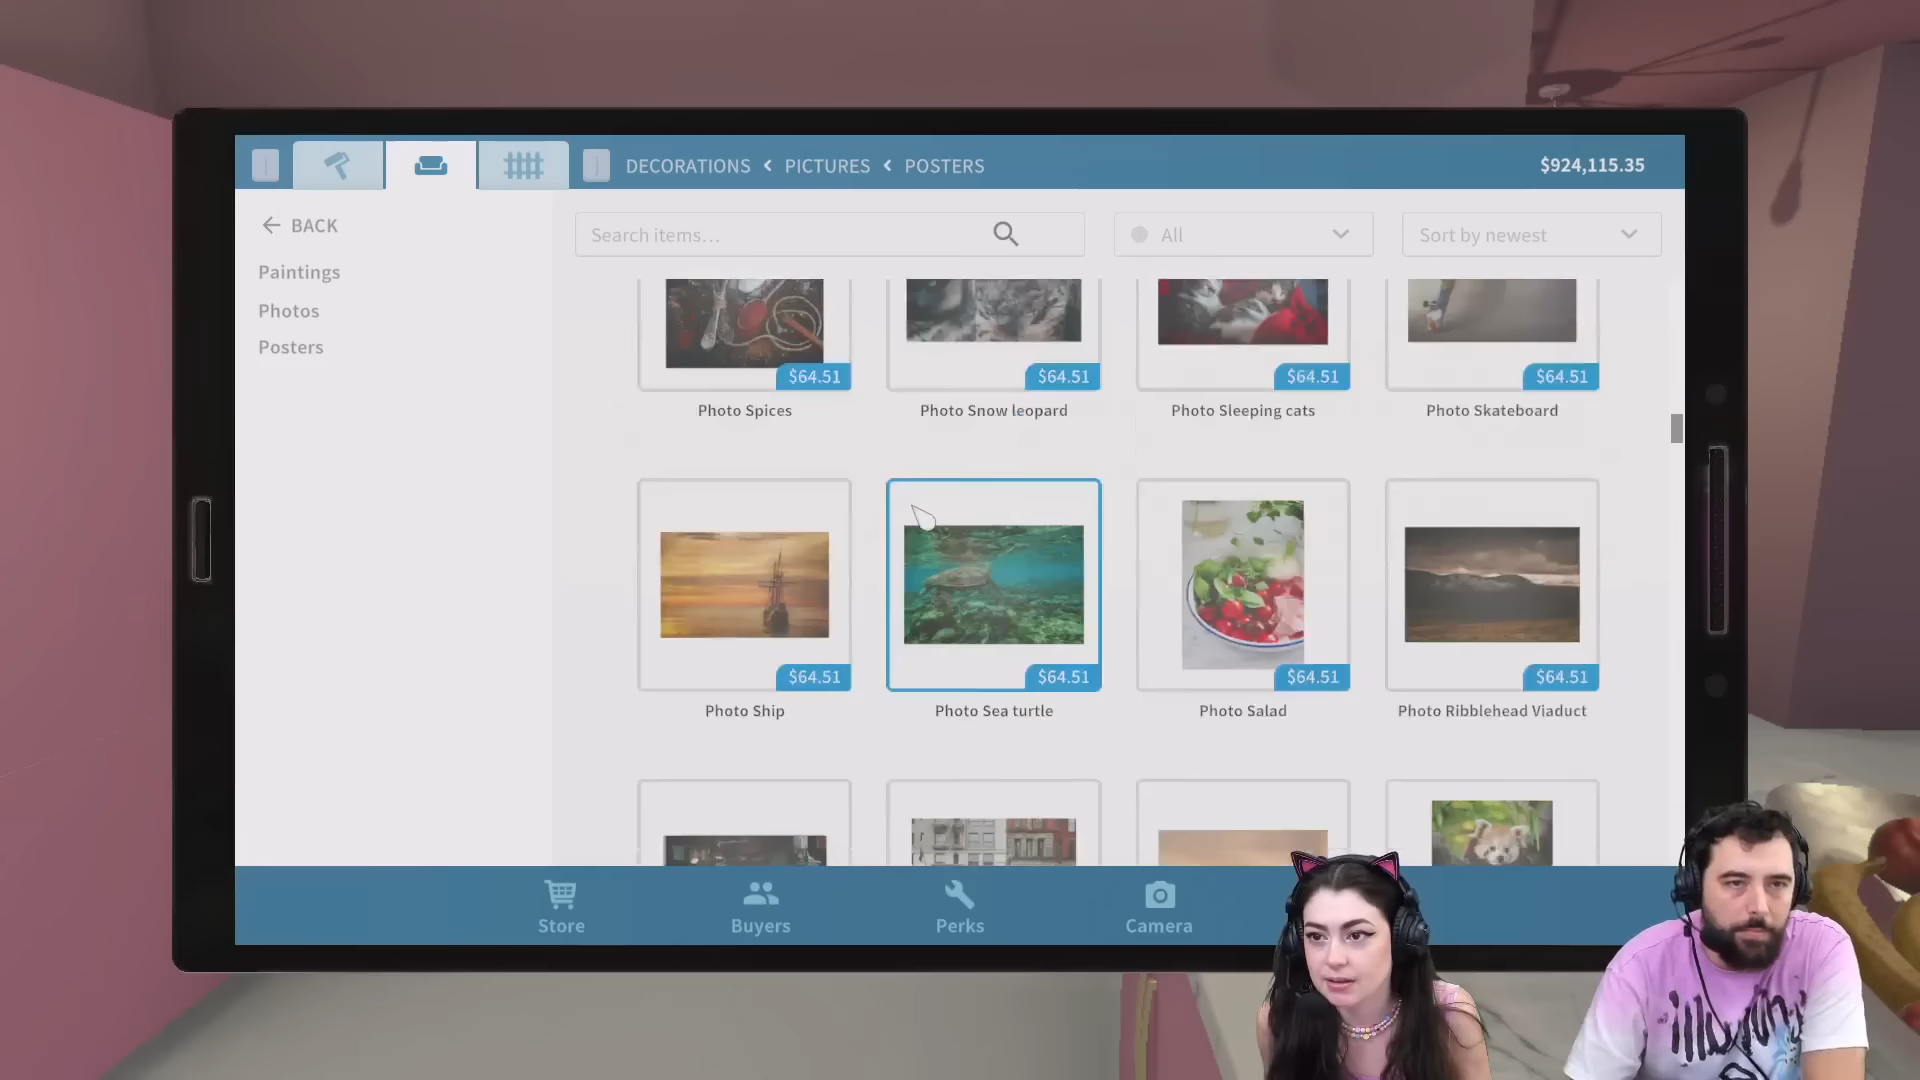 DECORATIONS < PICTURES < POSTERS
$924,115.35
BACK
Paintings
Photos
Posters
Search items...
All
Sort by newest
$64.51
$64.51
$64.51
$64.51
Photo Spices
Photo Snow leopard
Photo Sleeping cats
Photo Skateboard
$64.51
$64.51
$64.51
$64.51
Photo Ship
Photo Sea turtle
Photo Salad
Photo Ribblehead Viaduct
Store
Buyers
Perks
Camera